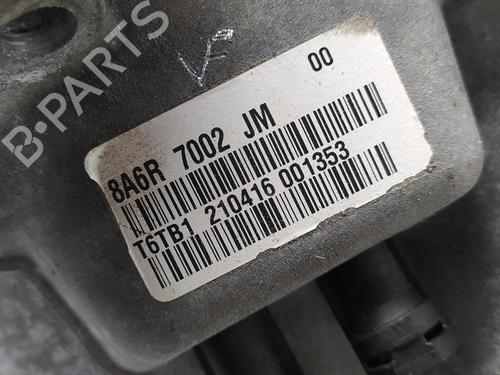 B-PARTS
VF
00
8A6R 7002 JM
T6TB1 210416 001353